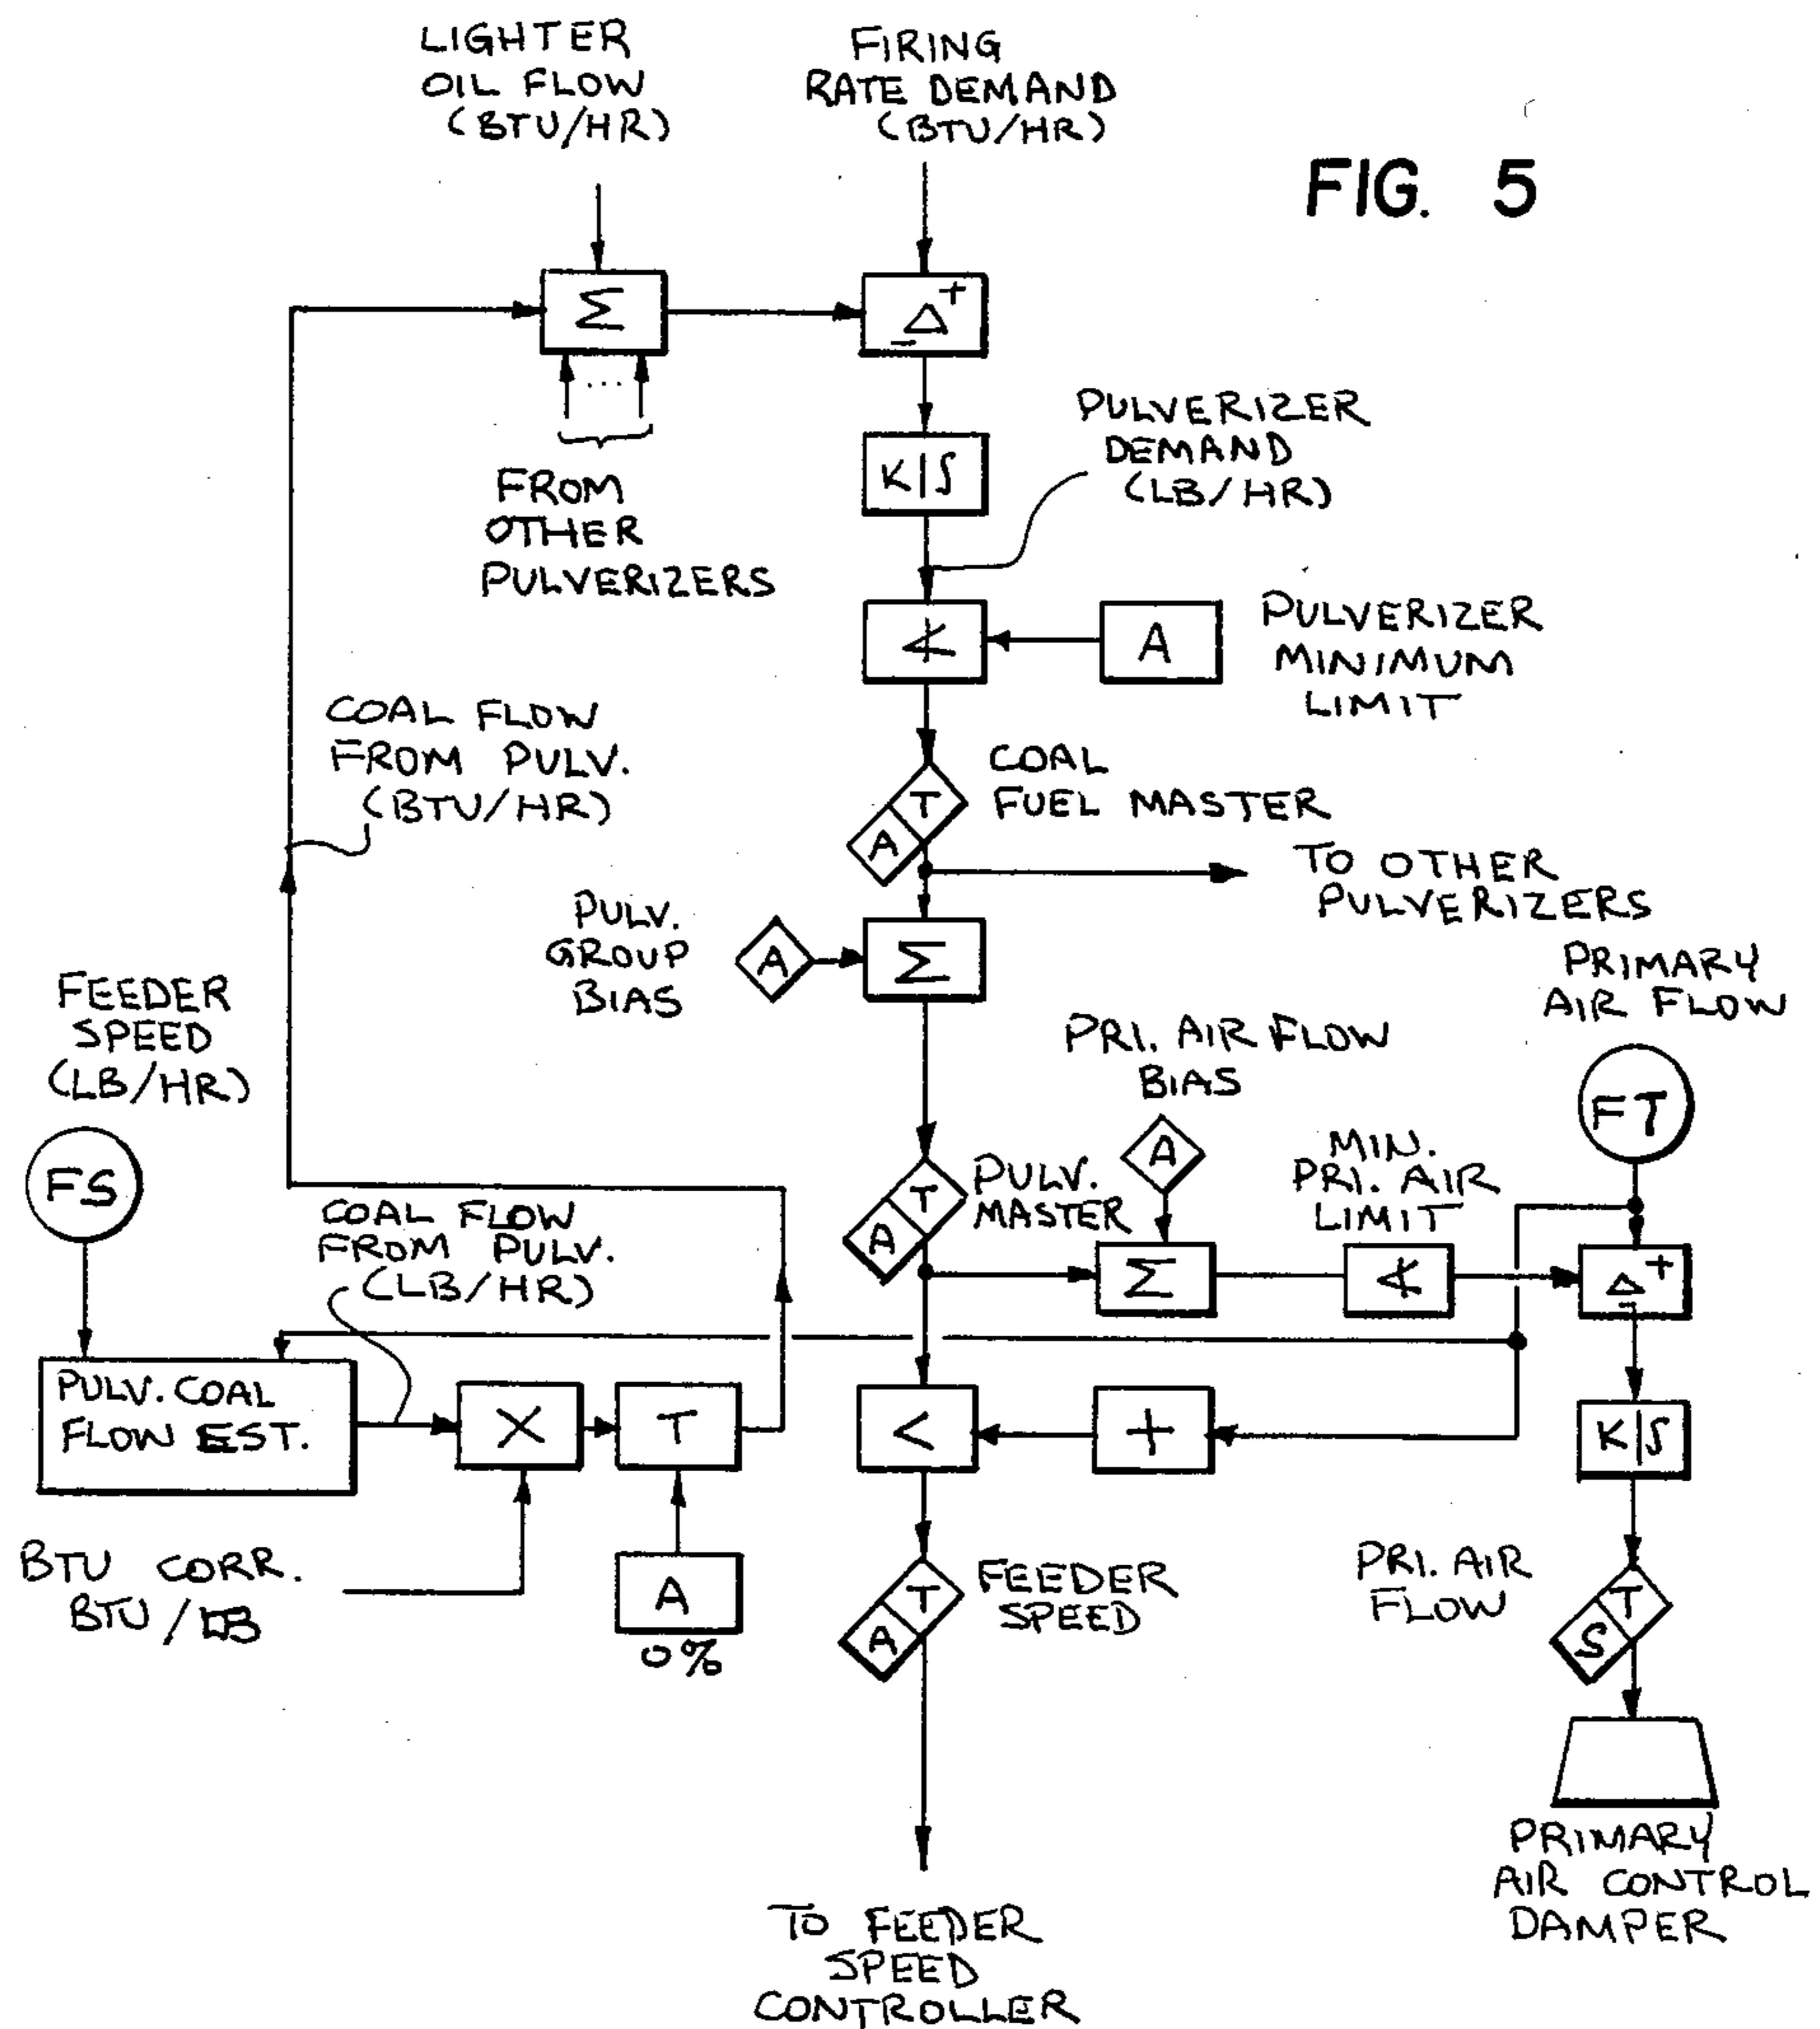 LIGHTER
OIL FLOW
(BTU/HR)
FIRING
RATE DEMAND
(BTU/HR)
FIG. 5
Σ
Δ
+
-
...
FROM
OTHER
PULVERIZERS
K|∫
PULVERIZER
DEMAND
(LB/HR)
≮
A
PULVERIZER
MINIMUM
LIMIT
COAL FLOW
FROM PULV.
(BTU/HR)
T
A
COAL
FUEL MASTER
TO OTHER
PULVERIZERS
PULV.
GROUP
BIAS
A
Σ
PRIMARY
AIR FLOW
FT
FEEDER
SPEED
(LB/HR)
FS
PRI. AIR FLOW
BIAS
A
T
A
PULV.
MASTER
MIN.
PRI. AIR
LIMIT
Σ
≮
Δ
+
-
COAL FLOW
FROM PULV.
(LB/HR)
PULV. COAL
FLOW EST.
X
T
<
+
K|∫
BTU CORR.
BTU/LB
A
0%
T
A
FEEDER
SPEED
PRI. AIR
FLOW
T
S
PRIMARY
AIR CONTROL
DAMPER
TO FEEDER
SPEED
CONTROLLER